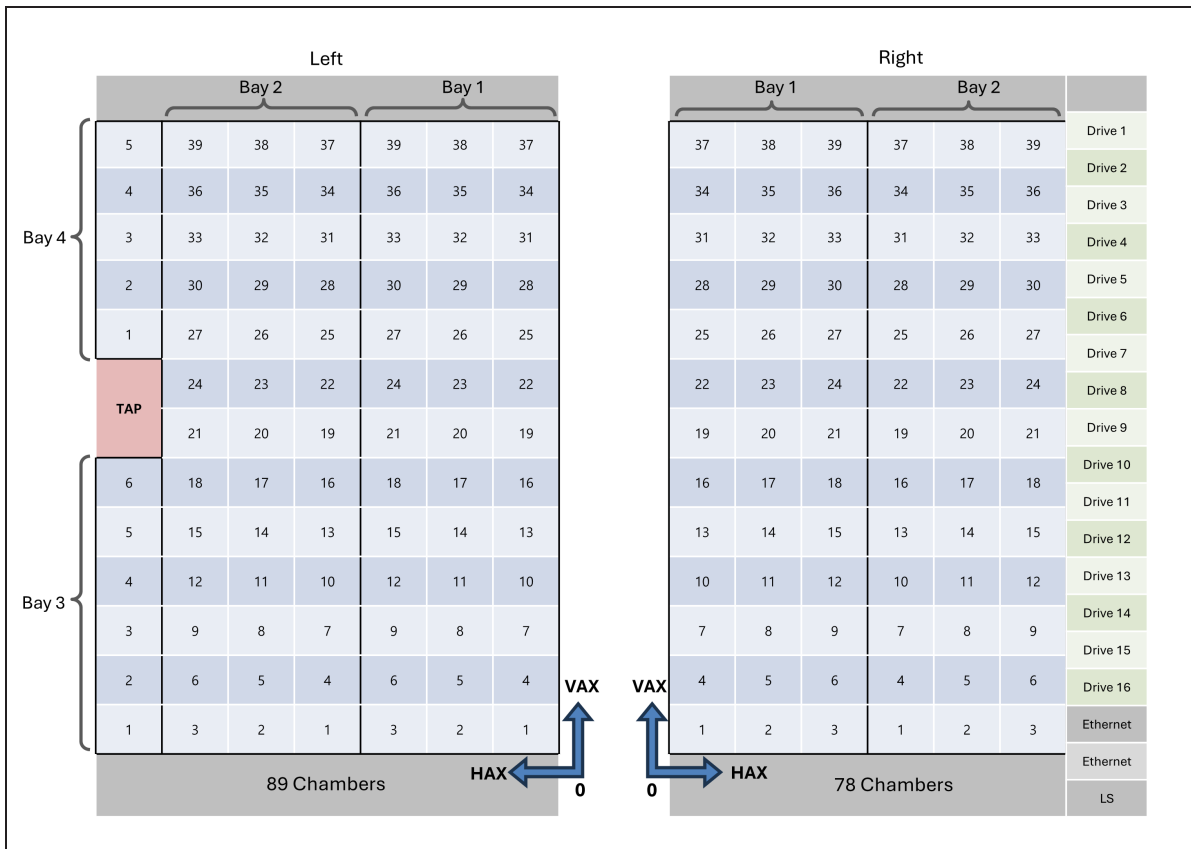 Left Right
Bay 2 Bay 1 Bay 1 Bay 2
Drive 1
5 39 38 37 39 38 37 37 38 39 37 38 39
Drive 2
4 36 35 34 36 35 34 34 35 36 34 35 36
Drive 3
Bay 4 3 33 32 31 33 32 31 31 32 33 31 32 33
Drive 4
Drive 5
2 30 29 28 30 29 28 28 29 30 28 29 30
Drive 6
1 27 26 25 27 26 25 25 26 27 25 26 27
Drive 7
24 23 22 24 23 22 22 23 24 22 23 24
Drive 8
TAP
Drive 9
21 20 19 21 20 19 19 20 21 19 20 21
Drive 10
6 18 17 16 18 17 16 16 17 18 16 17 18
Drive 11
5 15 14 13 15 14 13 13 14 15 13 14 15
Drive 12
Drive 13
4 12 11 10 12 11 10 10 11 12 10 11 12
Bay 3
Drive 14
3 9 8 7 9 8 7 7 8 9 7 8 9
Drive 15
2 6 5 4 6 5 4 4 5 6 4 5 6
VAX VAX
Drive 16
Ethernet
1 3 2 1 3 2 1 1 2 3 1 2 3
Ethernet
HAX HAX
89 Chambers 78 Chambers
0 0
LS